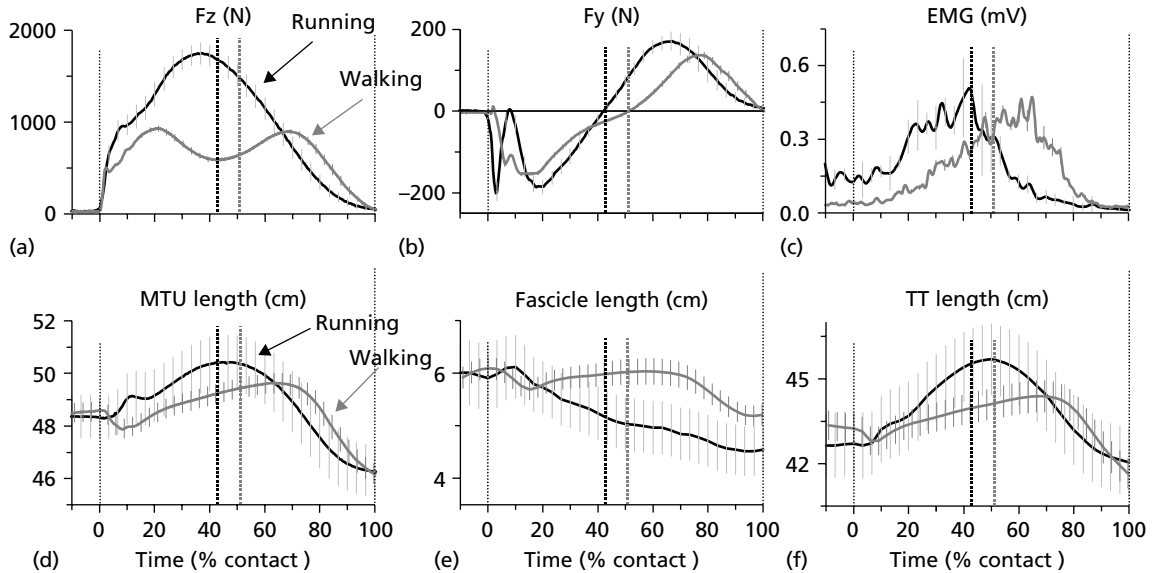 Fz (N)
Fy (N)
EMG (mV)
2000
1000
0
Running
Walking
200
0
−200
0.6
0.3
0.0
(a)
(b)
(c)
MTU length (cm)
Fascicle length (cm)
TT length (cm)
52
50
48
46
Running
Walking
6
4
45
42
0 20 40 60 80 100
0 20 40 60 80 100
0 20 40 60 80 100
(d)
Time (% contact )
(e)
Time (% contact )
(f)
Time (% contact )